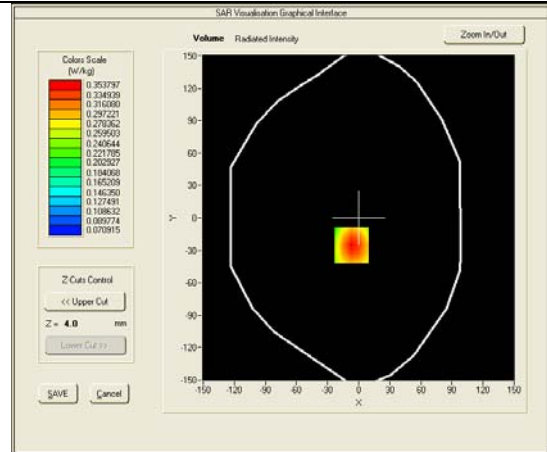 SAR Visualisation Graphical Interface
Volume Radiated Intensity
Zoom In/Out
Colors Scale
(W/kg)
0.353797
0.334939
0.316080
0.297221
0.278362
0.259503
0.240644
0.221785
0.202927
0.184068
0.165209
0.146350
0.127491
0.108632
0.089774
0.070915
Z Cuts Control
<< Upper Cut
Z = 4.0 mm
Lower Cut >>
SAVE
Cancel
150
120
90
60
30
0
-30
-60
-90
-120
-150
Y
-150 -120 -90 -60 -30 0 30 60 90 120 150
X